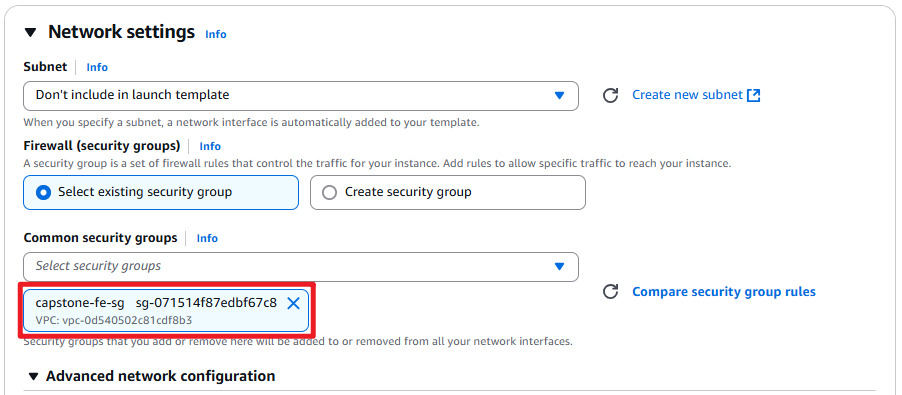 Network settings Info
Subnet Info
Don't include in launch template
Create new subnet
When you specify a subnet, a network interface is automatically added to your template.
Firewall (security groups) Info
A security group is a set of firewall rules that control the traffic for your instance. Add rules to allow specific traffic to reach your instance.
Select existing security group
Create security group
Common security groups Info
Select security groups
capstone-fe-sg sg-071514f87edbf67c8
VPC: vpc-0d540502c81cdf8b3
Compare security group rules
Security groups that you add or remove here will be added to or removed from all your network interfaces.
Advanced network configuration